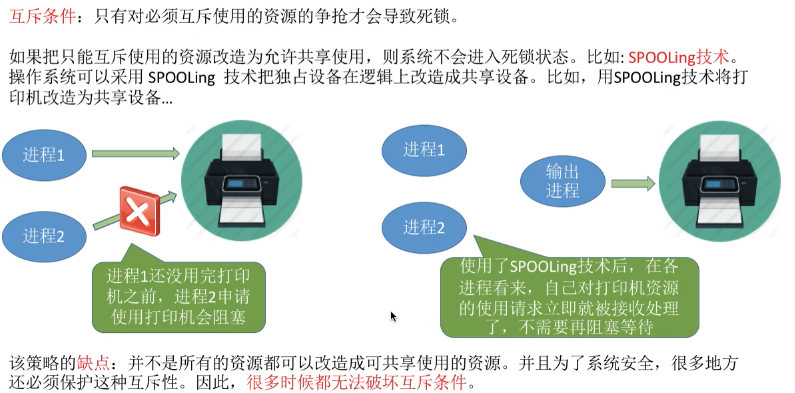 互斥条件：只有对必须互斥使用的资源的争抢才会导致死锁。
如果把只能互斥使用的资源改造为允许共享使用，则系统不会进入死锁状态。比如: SPOOLing技术。
操作系统可以采用 SPOOLing 技术把独占设备在逻辑上改造成共享设备。比如，用SPOOLing技术将打
印机改造为共享设备...
进程1
进程2
进程1还没用完打印
机之前，进程2申请
使用打印机会阻塞
进程1
进程2
输出
进程
使用了SPOOLing技术后，在各
进程看来，自己对打印机资源
的使用请求立即就被接收处理
了，不需要再阻塞等待
该策略的缺点：并不是所有的资源都可以改造成可共享使用的资源。并且为了系统安全，很多地方
还必须保护这种互斥性。因此，很多时候都无法破坏互斥条件。